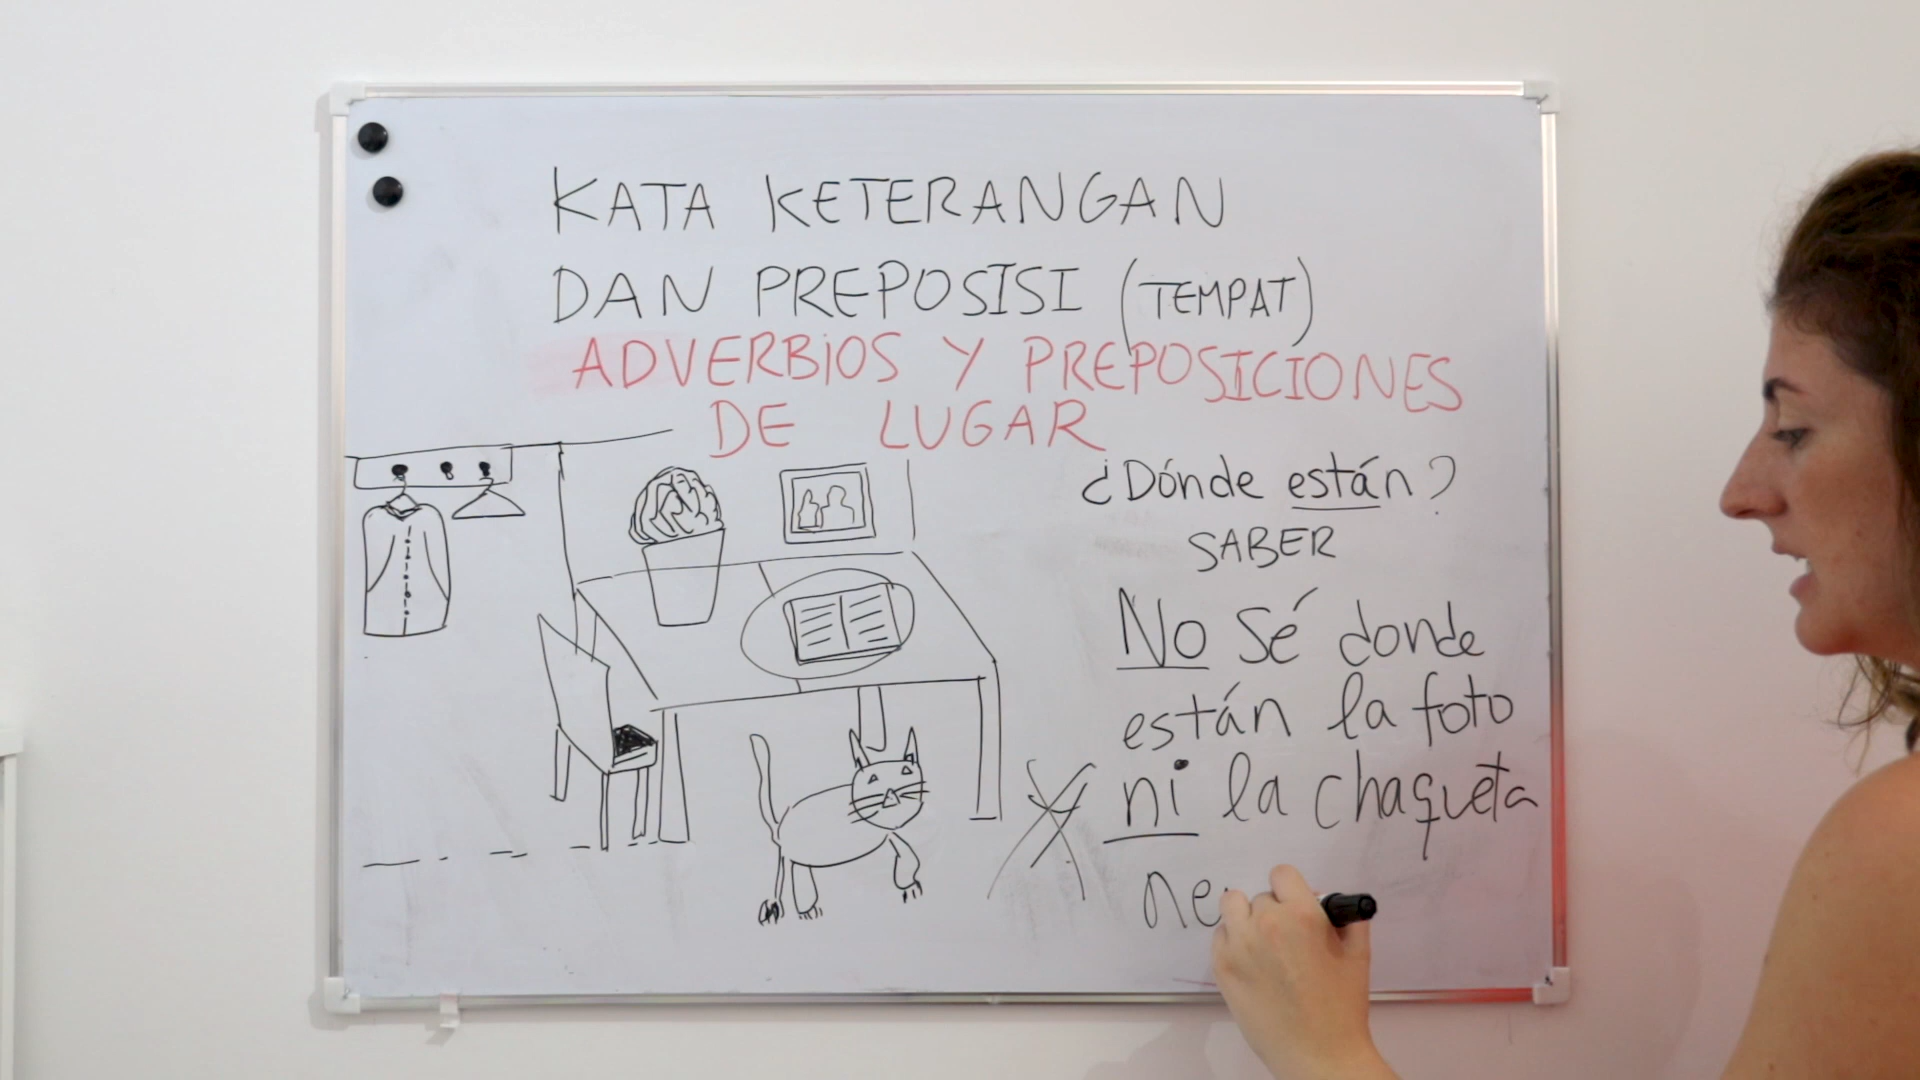 KATA KETERANGAN
DAN PREPOSISI (TEMPAT)
ADVERBIOS Y PREPOSICIONES
DE LUGAR
¿Dónde están?
SABER
No sé donde
están la foto
y ni la chaqueta